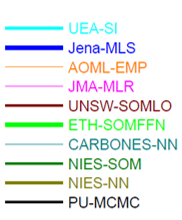 UEA-SI
Jena-MLS
AOML-EMP
JMA-MLR
UNSW-SOMLO
ETH-SOMFFN
CARBONES-NN
NIES-SOM
NIES-NN
PU-MCMC